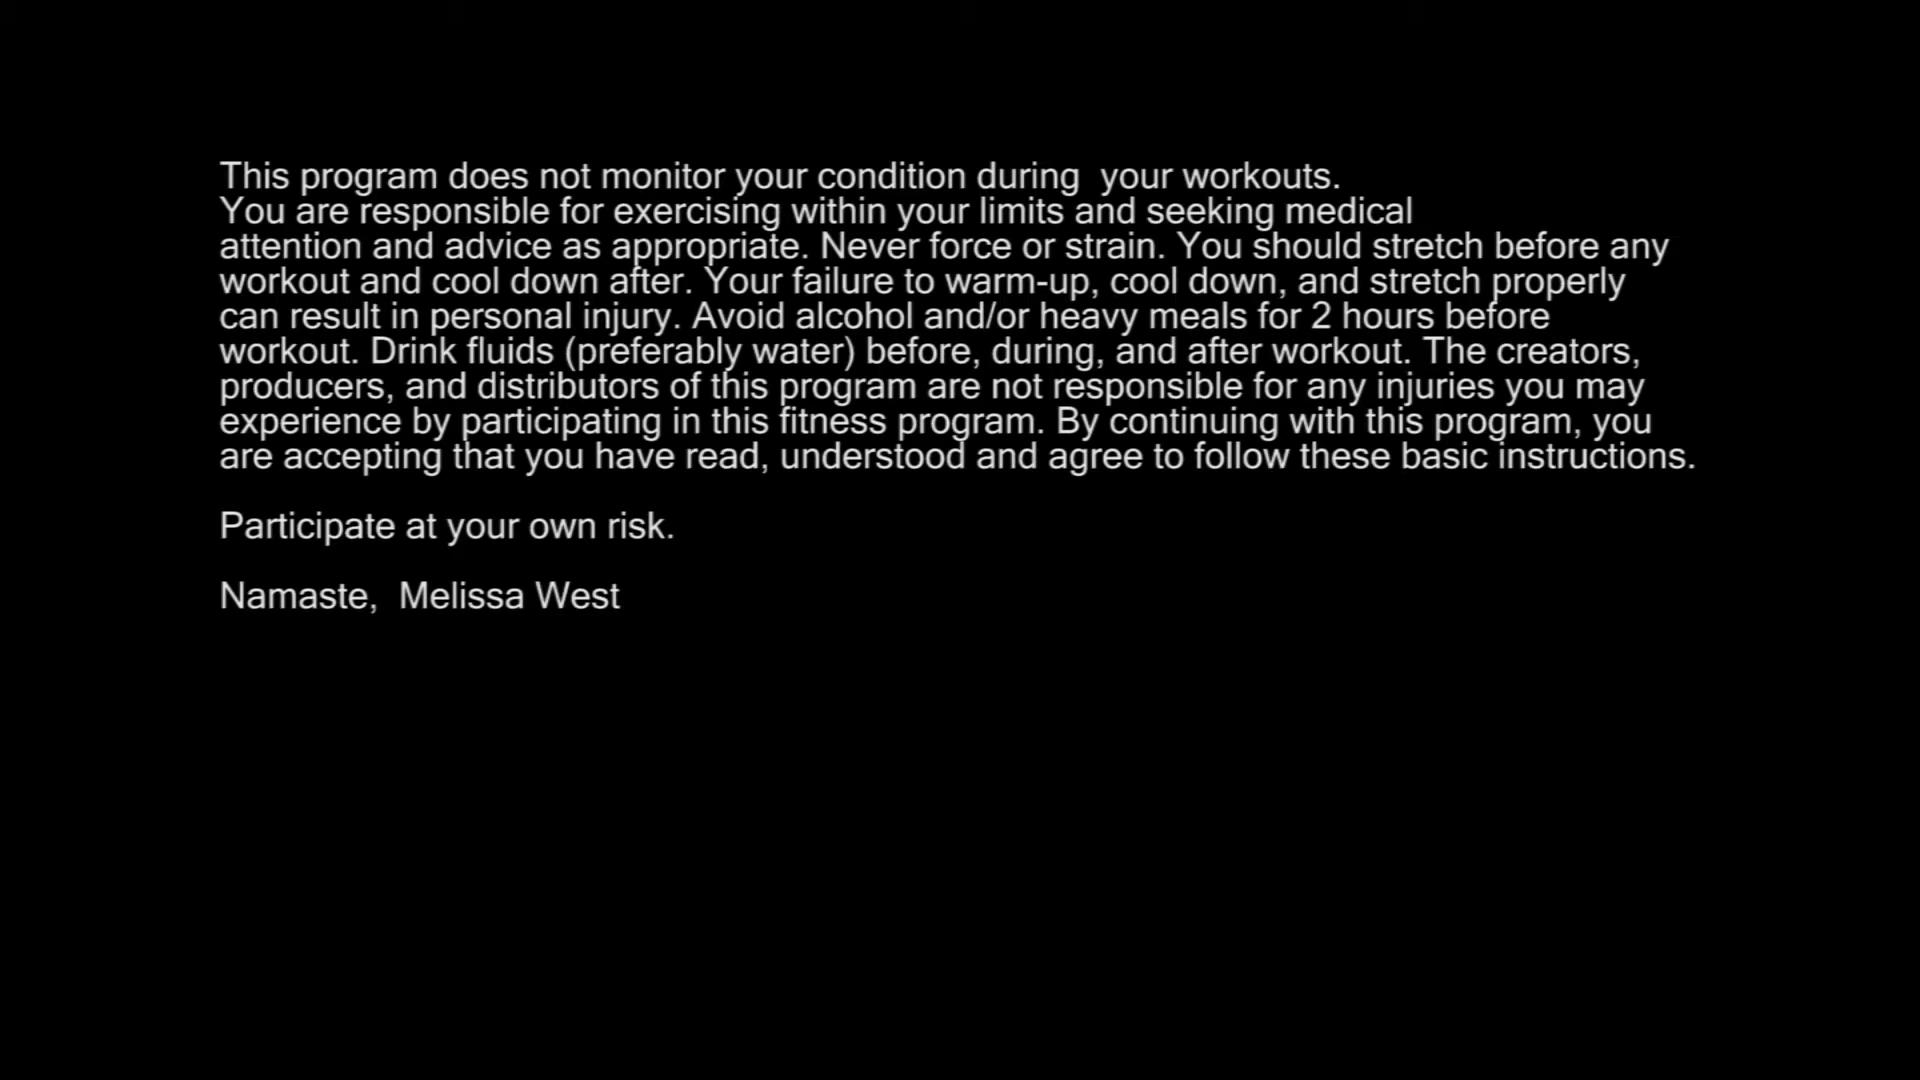 This program does not monitor your condition during  your workouts.
You are responsible for exercising within your limits and seeking medical
attention and advice as appropriate. Never force or strain. You should stretch before any
workout and cool down after. Your failure to warm-up, cool down, and stretch properly
can result in personal injury. Avoid alcohol and/or heavy meals for 2 hours before
workout. Drink fluids (preferably water) before, during, and after workout. The creators,
producers, and distributors of this program are not responsible for any injuries you may
experience by participating in this fitness program. By continuing with this program, you
are accepting that you have read, understood and agree to follow these basic instructions.
Participate at your own risk.
Namaste,  Melissa West